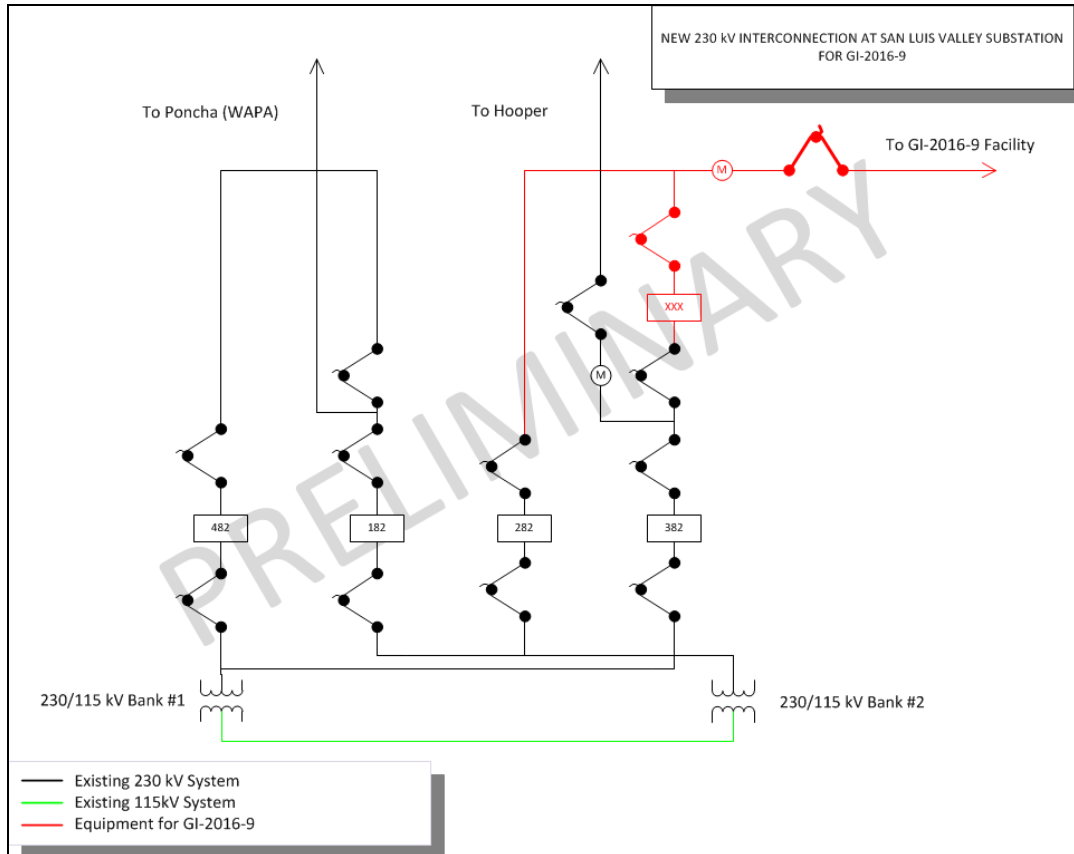 NEW 230 kV INTERCONNECTION AT SAN LUIS VALLEY SUBSTATION
FOR GI-2016-9
To Poncha (WAPA)
To Hooper
To GI-2016-9 Facility
M
XXX
M
PRELIMINARY
482
182
282
382
230/115 kV Bank #1
230/115 kV Bank #2
Existing 230 kV System
Existing 115kV System
Equipment for GI-2016-9